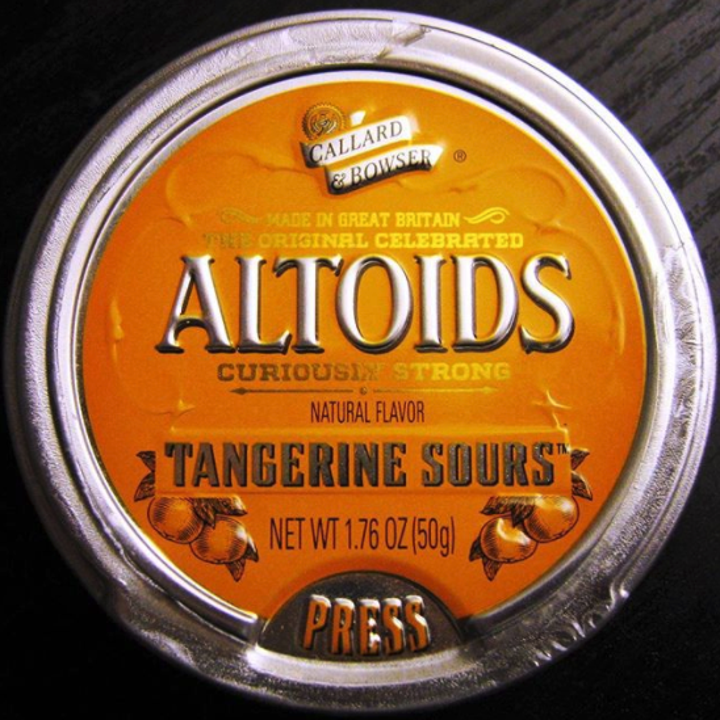 CALLARD
& BOWSER ®
MADE IN GREAT BRITAIN
THE ORIGINAL CELEBRATED
ALTOIDS
CURIOUSLY STRONG
NATURAL FLAVOR
TANGERINE SOURS™
NET WT 1.76 OZ (50g)
PRESS